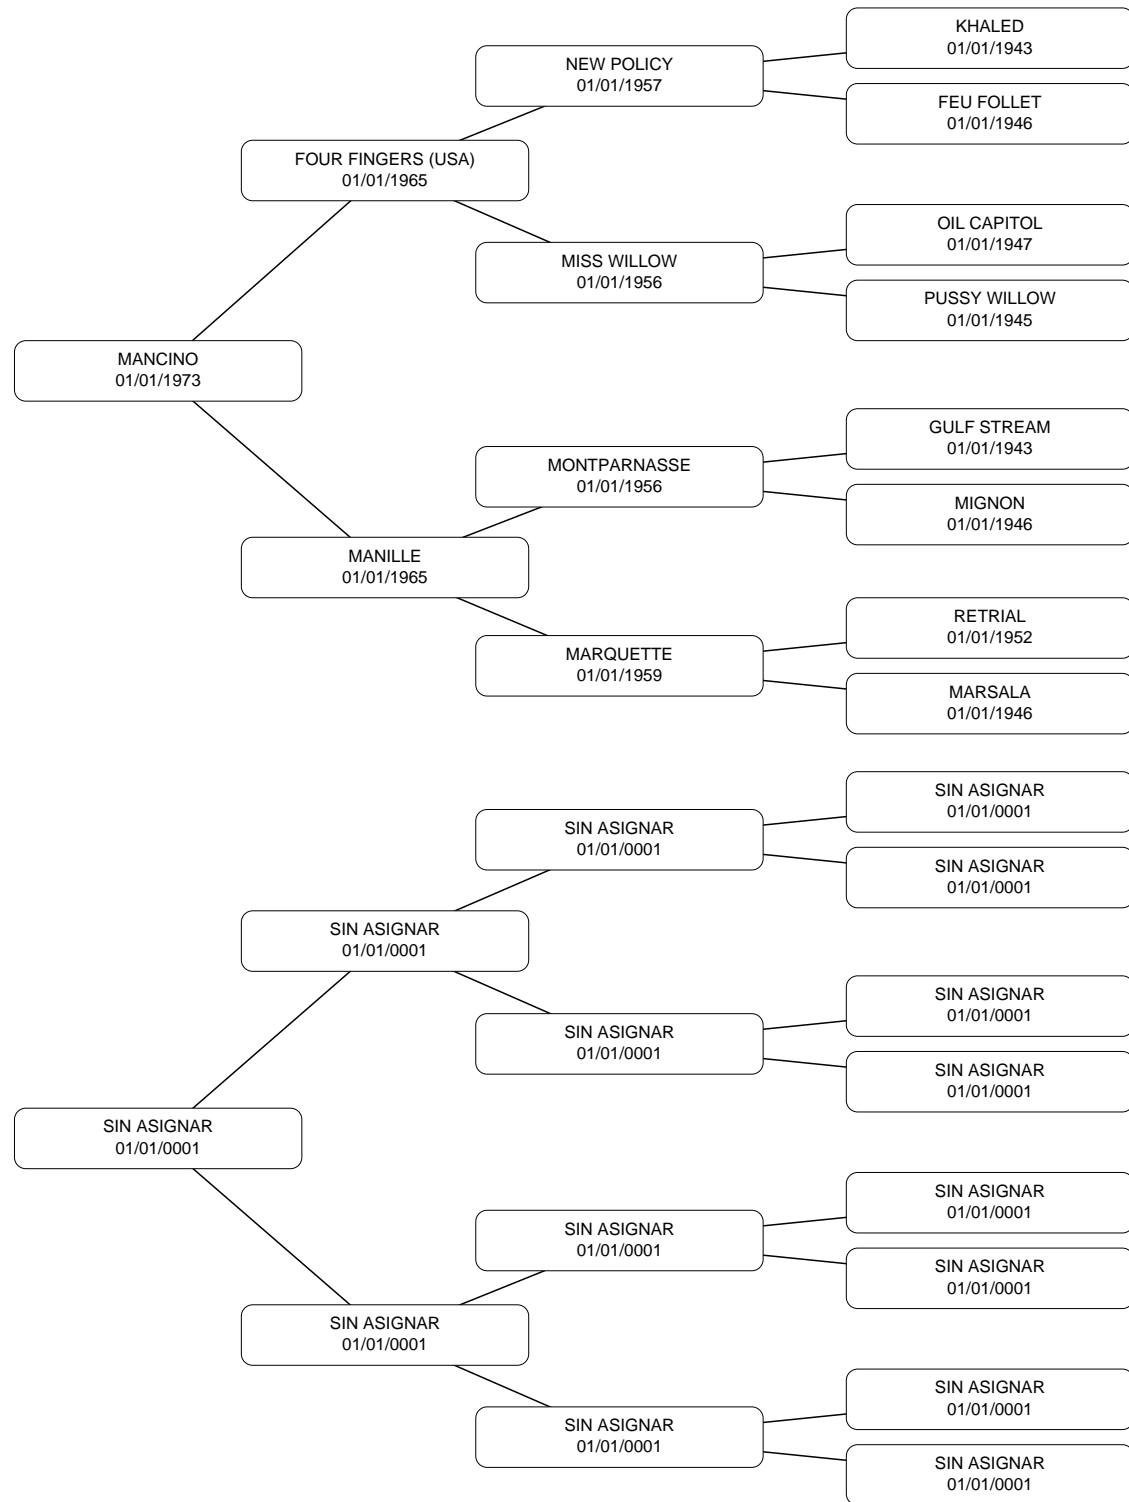 KHALED
01/01/1943
NEW POLICY
01/01/1957
FEU FOLLET
01/01/1946
FOUR FINGERS (USA)
01/01/1965
OIL CAPITOL
01/01/1947
MISS WILLOW
01/01/1956
PUSSY WILLOW
01/01/1945
MANCINO
01/01/1973
GULF STREAM
01/01/1943
MONTPARNASSE
01/01/1956
MIGNON
01/01/1946
MANILLE
01/01/1965
RETRIAL
01/01/1952
MARQUETTE
01/01/1959
MARSALA
01/01/1946
SIN ASIGNAR
01/01/0001
SIN ASIGNAR
01/01/0001
SIN ASIGNAR
01/01/0001
SIN ASIGNAR
01/01/0001
SIN ASIGNAR
01/01/0001
SIN ASIGNAR
01/01/0001
SIN ASIGNAR
01/01/0001
SIN ASIGNAR
01/01/0001
SIN ASIGNAR
01/01/0001
SIN ASIGNAR
01/01/0001
SIN ASIGNAR
01/01/0001
SIN ASIGNAR
01/01/0001
SIN ASIGNAR
01/01/0001
SIN ASIGNAR
01/01/0001
SIN ASIGNAR
01/01/0001